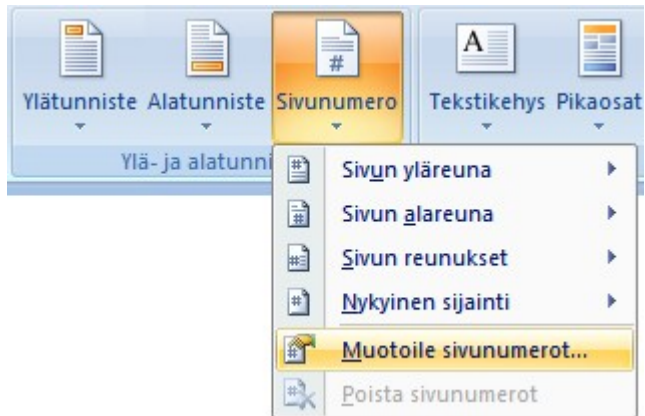 Ylätunniste Alatunniste Sivunumero Tekstikehys Pikaosat
Ylä- ja alatunni
Sivun yläreuna
Sivun alareuna
Sivun reunukset
Nykyinen sijainti
Muotoile sivunumerot...
Poista sivunumerot